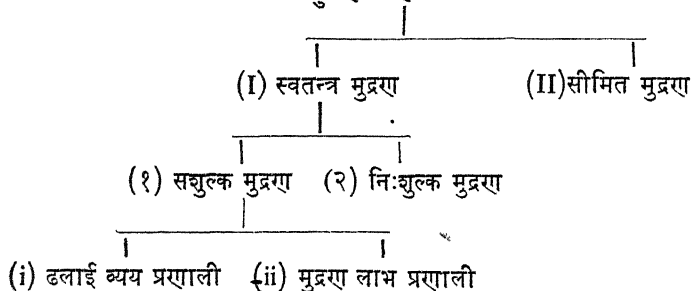 (I) स्वतन्त्र मुद्रण (II)सीमित मुद्रण
(१) सशुल्क मुद्रण (२) नि:शुल्क मुद्रण
(i) ढलाई व्यय प्रणाली (ii) मुद्रण लाभ प्रणाली